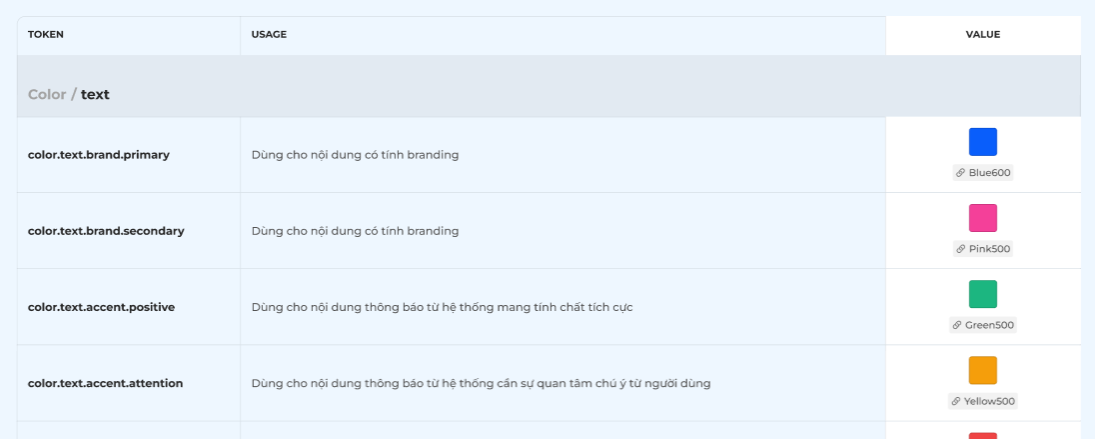 TOKEN USAGE VALUE
Color / text
color.text.brand.primary Dùng cho nội dung có tính branding Blue600
color.text.brand.secondary Dùng cho nội dung có tính branding Pink500
color.text.accent.positive Dùng cho nội dung thông báo từ hệ thống mang tính chất tích cực Green500
color.text.accent.attention Dùng cho nội dung thông báo từ hệ thống cần sự quan tâm chú ý từ người dùng Yellow500